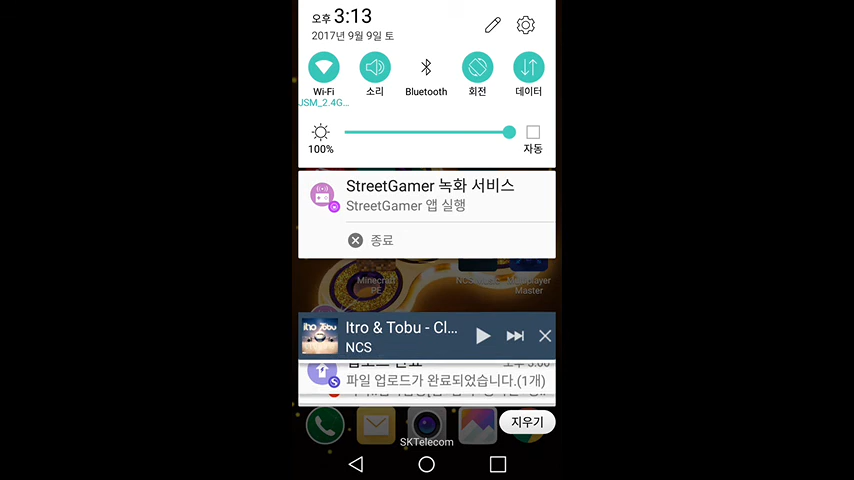 오후 3:13
2017년 9월 9일 토
Wi-Fi
소리
Bluetooth
회전
데이터
JSM_2.4G...
100%
자동
StreetGamer 녹화 서비스
StreetGamer 앱 실행
종료
Minecraft
PE
Master
Itro & Tobu - Cl...
NCS
파일 업로드가 완료되었습니다.(1개)
지우기
SKTelecom